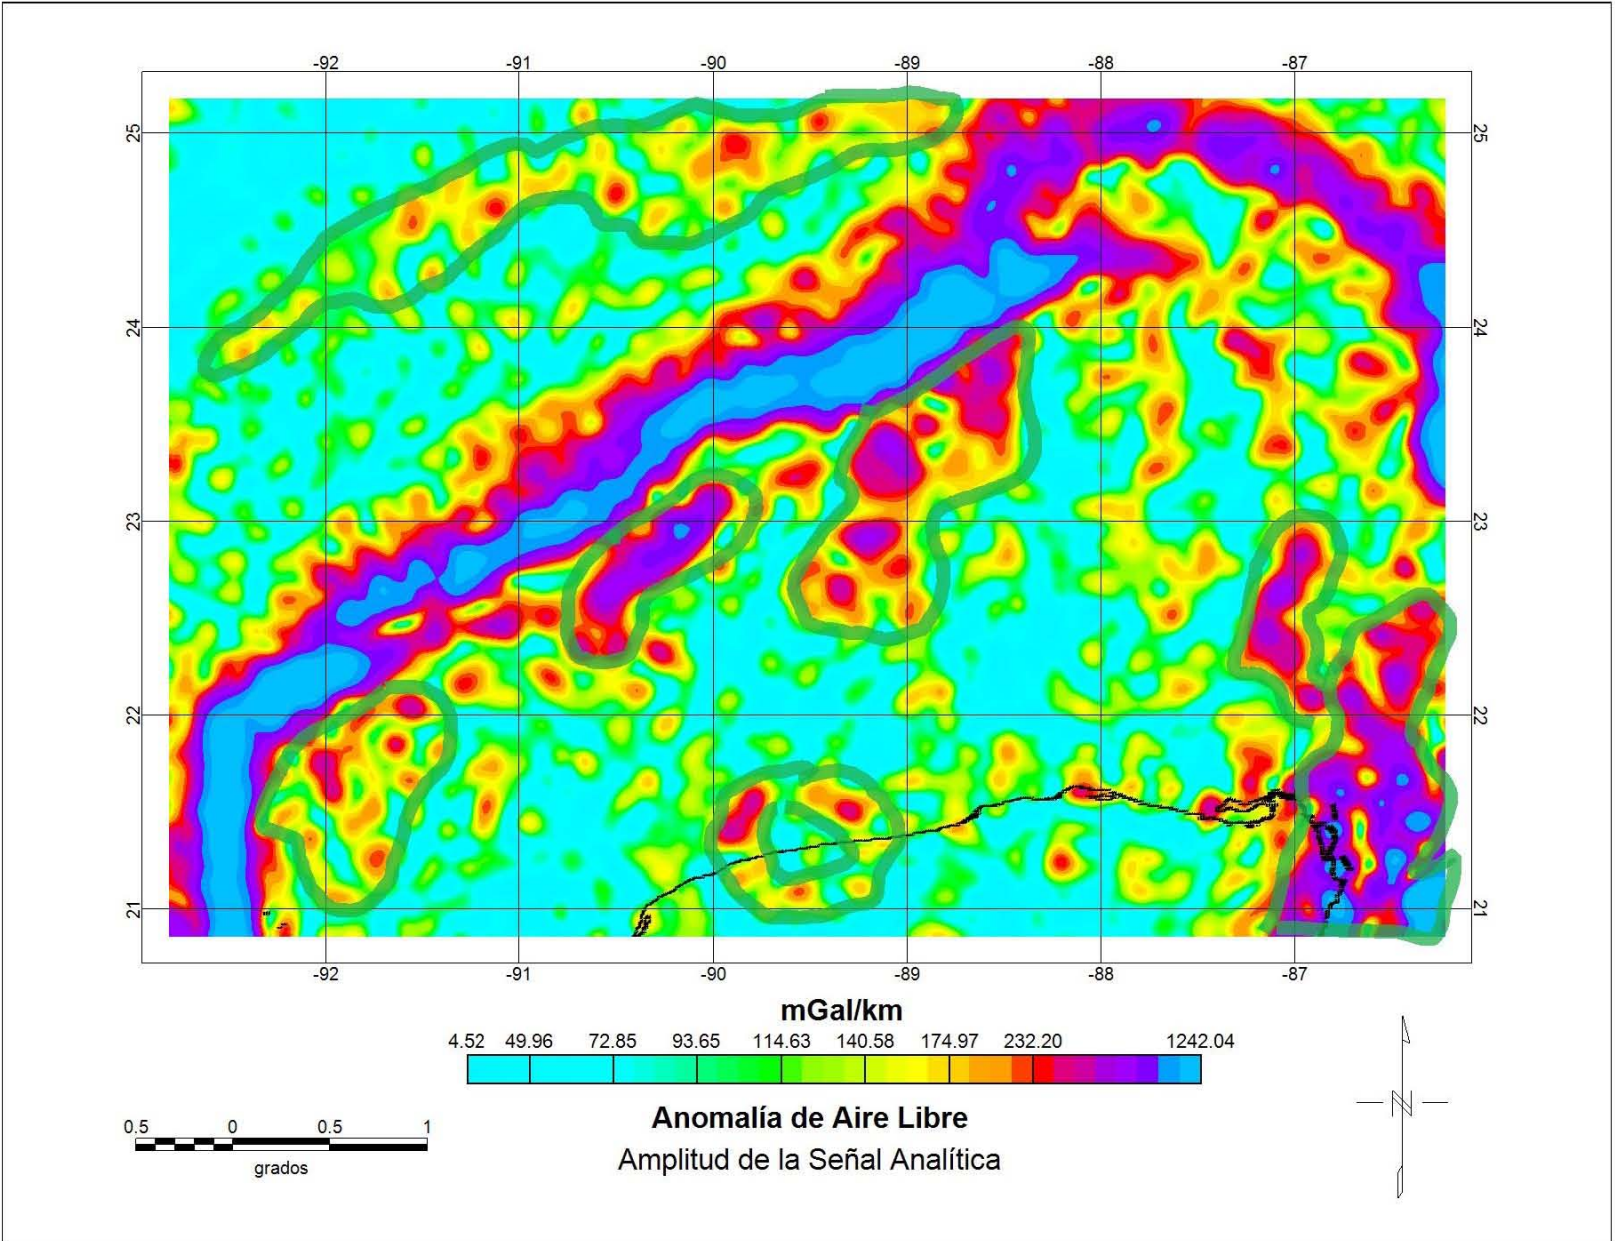 -92 -91 -90 -89 -88 -87
25 25
24 24
23 23
22 22
21 21
-92 -91 -90 -89 -88 -87
mGal/km
4.52 49.96 72.85 93.65 114.63 140.58 174.97 232.20 1242.04
Anomalía de Aire Libre
Amplitud de la Señal Analítica
0.5 0 0.5 1
grados
N